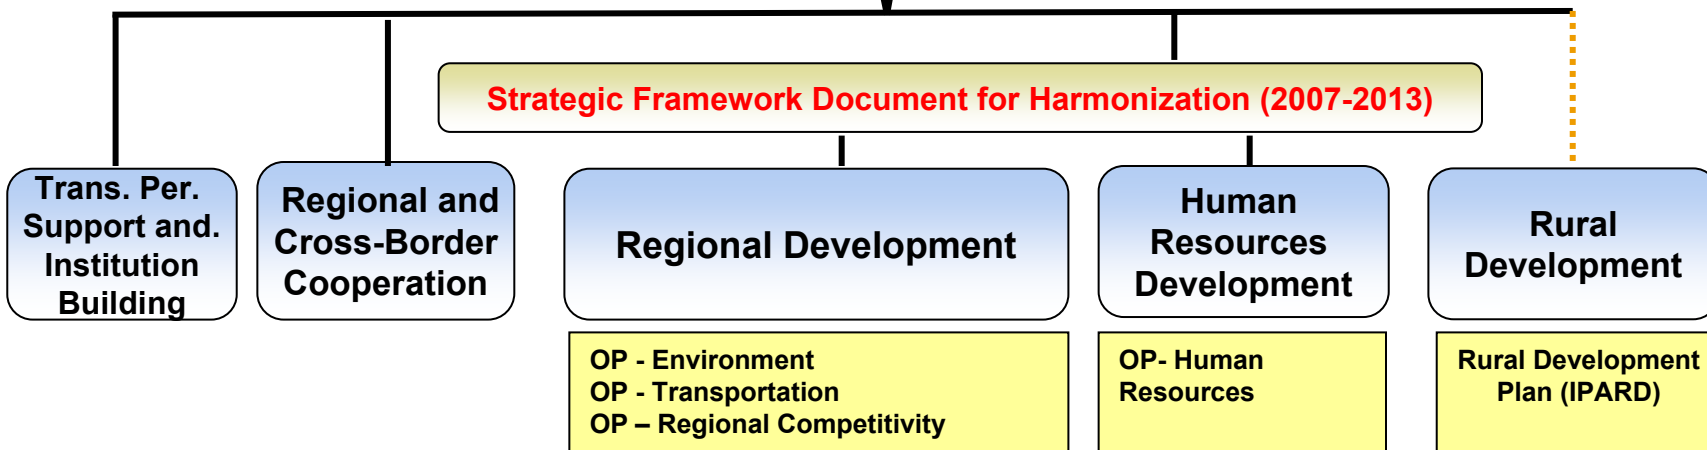 Strategic Framework Document for Harmonization (2007-2013)
Trans. Per.
Support and.
Institution
Building
Regional and
Cross-Border
Cooperation
Regional Development
Human
Resources
Development
Rural
Development
OP - Environment
OP - Transportation
OP – Regional Competitivity
OP- Human
Resources
Rural Development
Plan (IPARD)